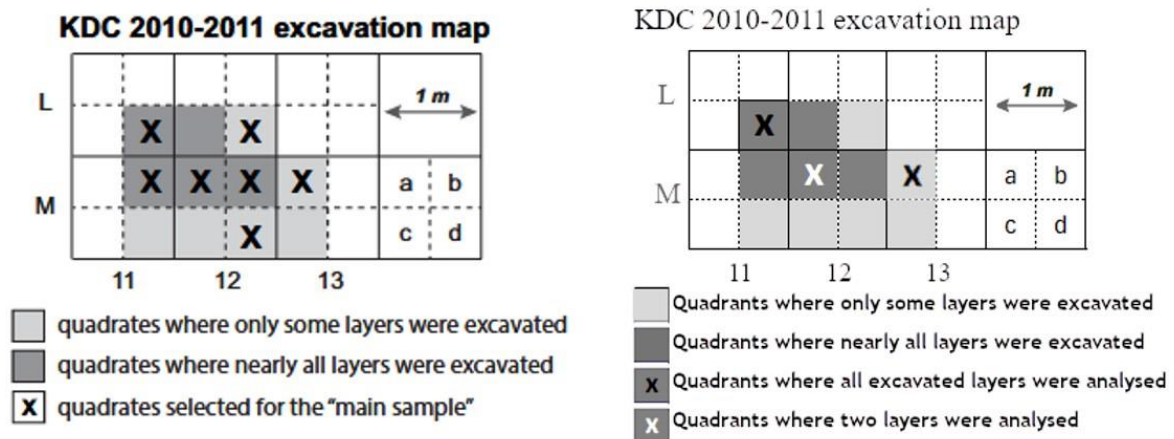 KDC 2010-2011 excavation map
L
X X
1 m
M
X X X X
a b
X
c d
11 12 13
quadrates where only some layers were excavated
quadrates where nearly all layers were excavated
X quadrates selected for the “main sample”
KDC 2010-2011 excavation map
L
X
1 m
M
X X
a b
c d
11 12 13
Quadrants where only some layers were excavated
Quadrants where nearly all layers were excavated
X Quadrants where all excavated layers were analysed
X Quadrants where two layers were analysed